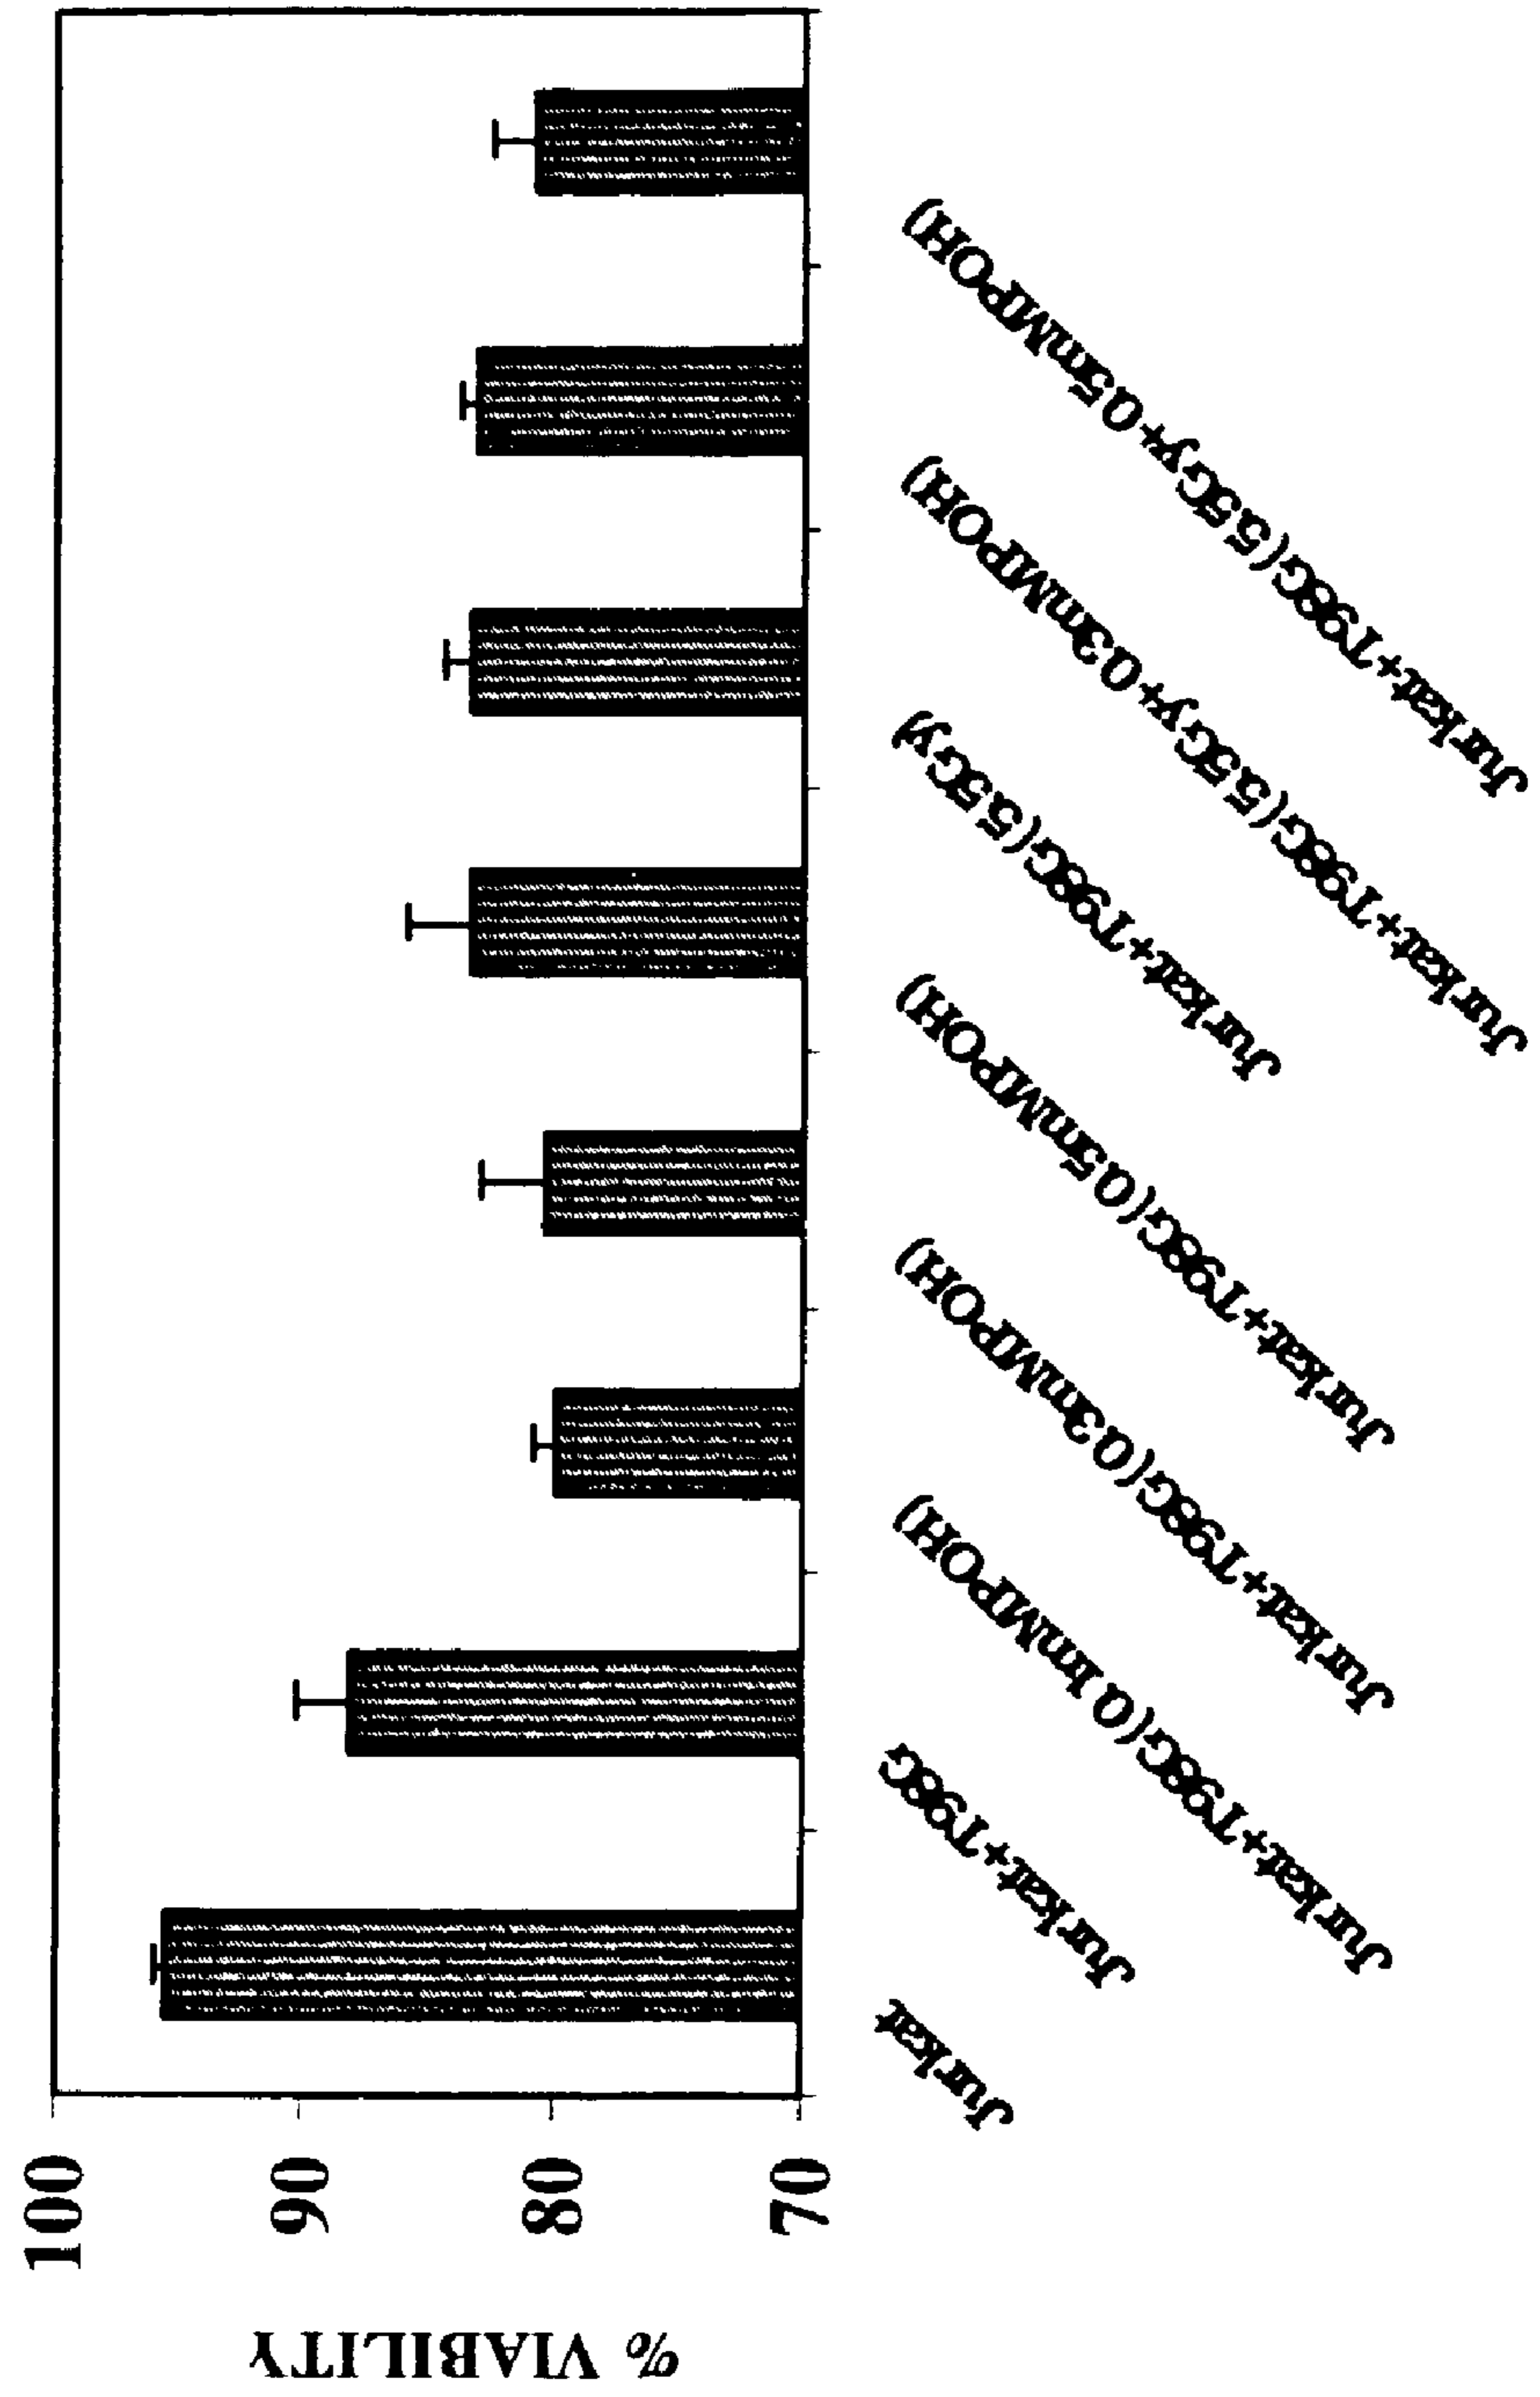 % VIABILITY
100
90
80
70
Jurkat
Jurkat+T98G
Jurkat+T98G(0.1mMPOH)
Jurkat+T98G(0.3mMPOH)
Jurkat+T98G(0.5mMPOH)
Jurkat+T98G(5.5Gy)
Jurkat+T98G(5.5Gy+0.3mMPOH)
Jurkat+T98G(5.5Gy+0.5mMPOH)